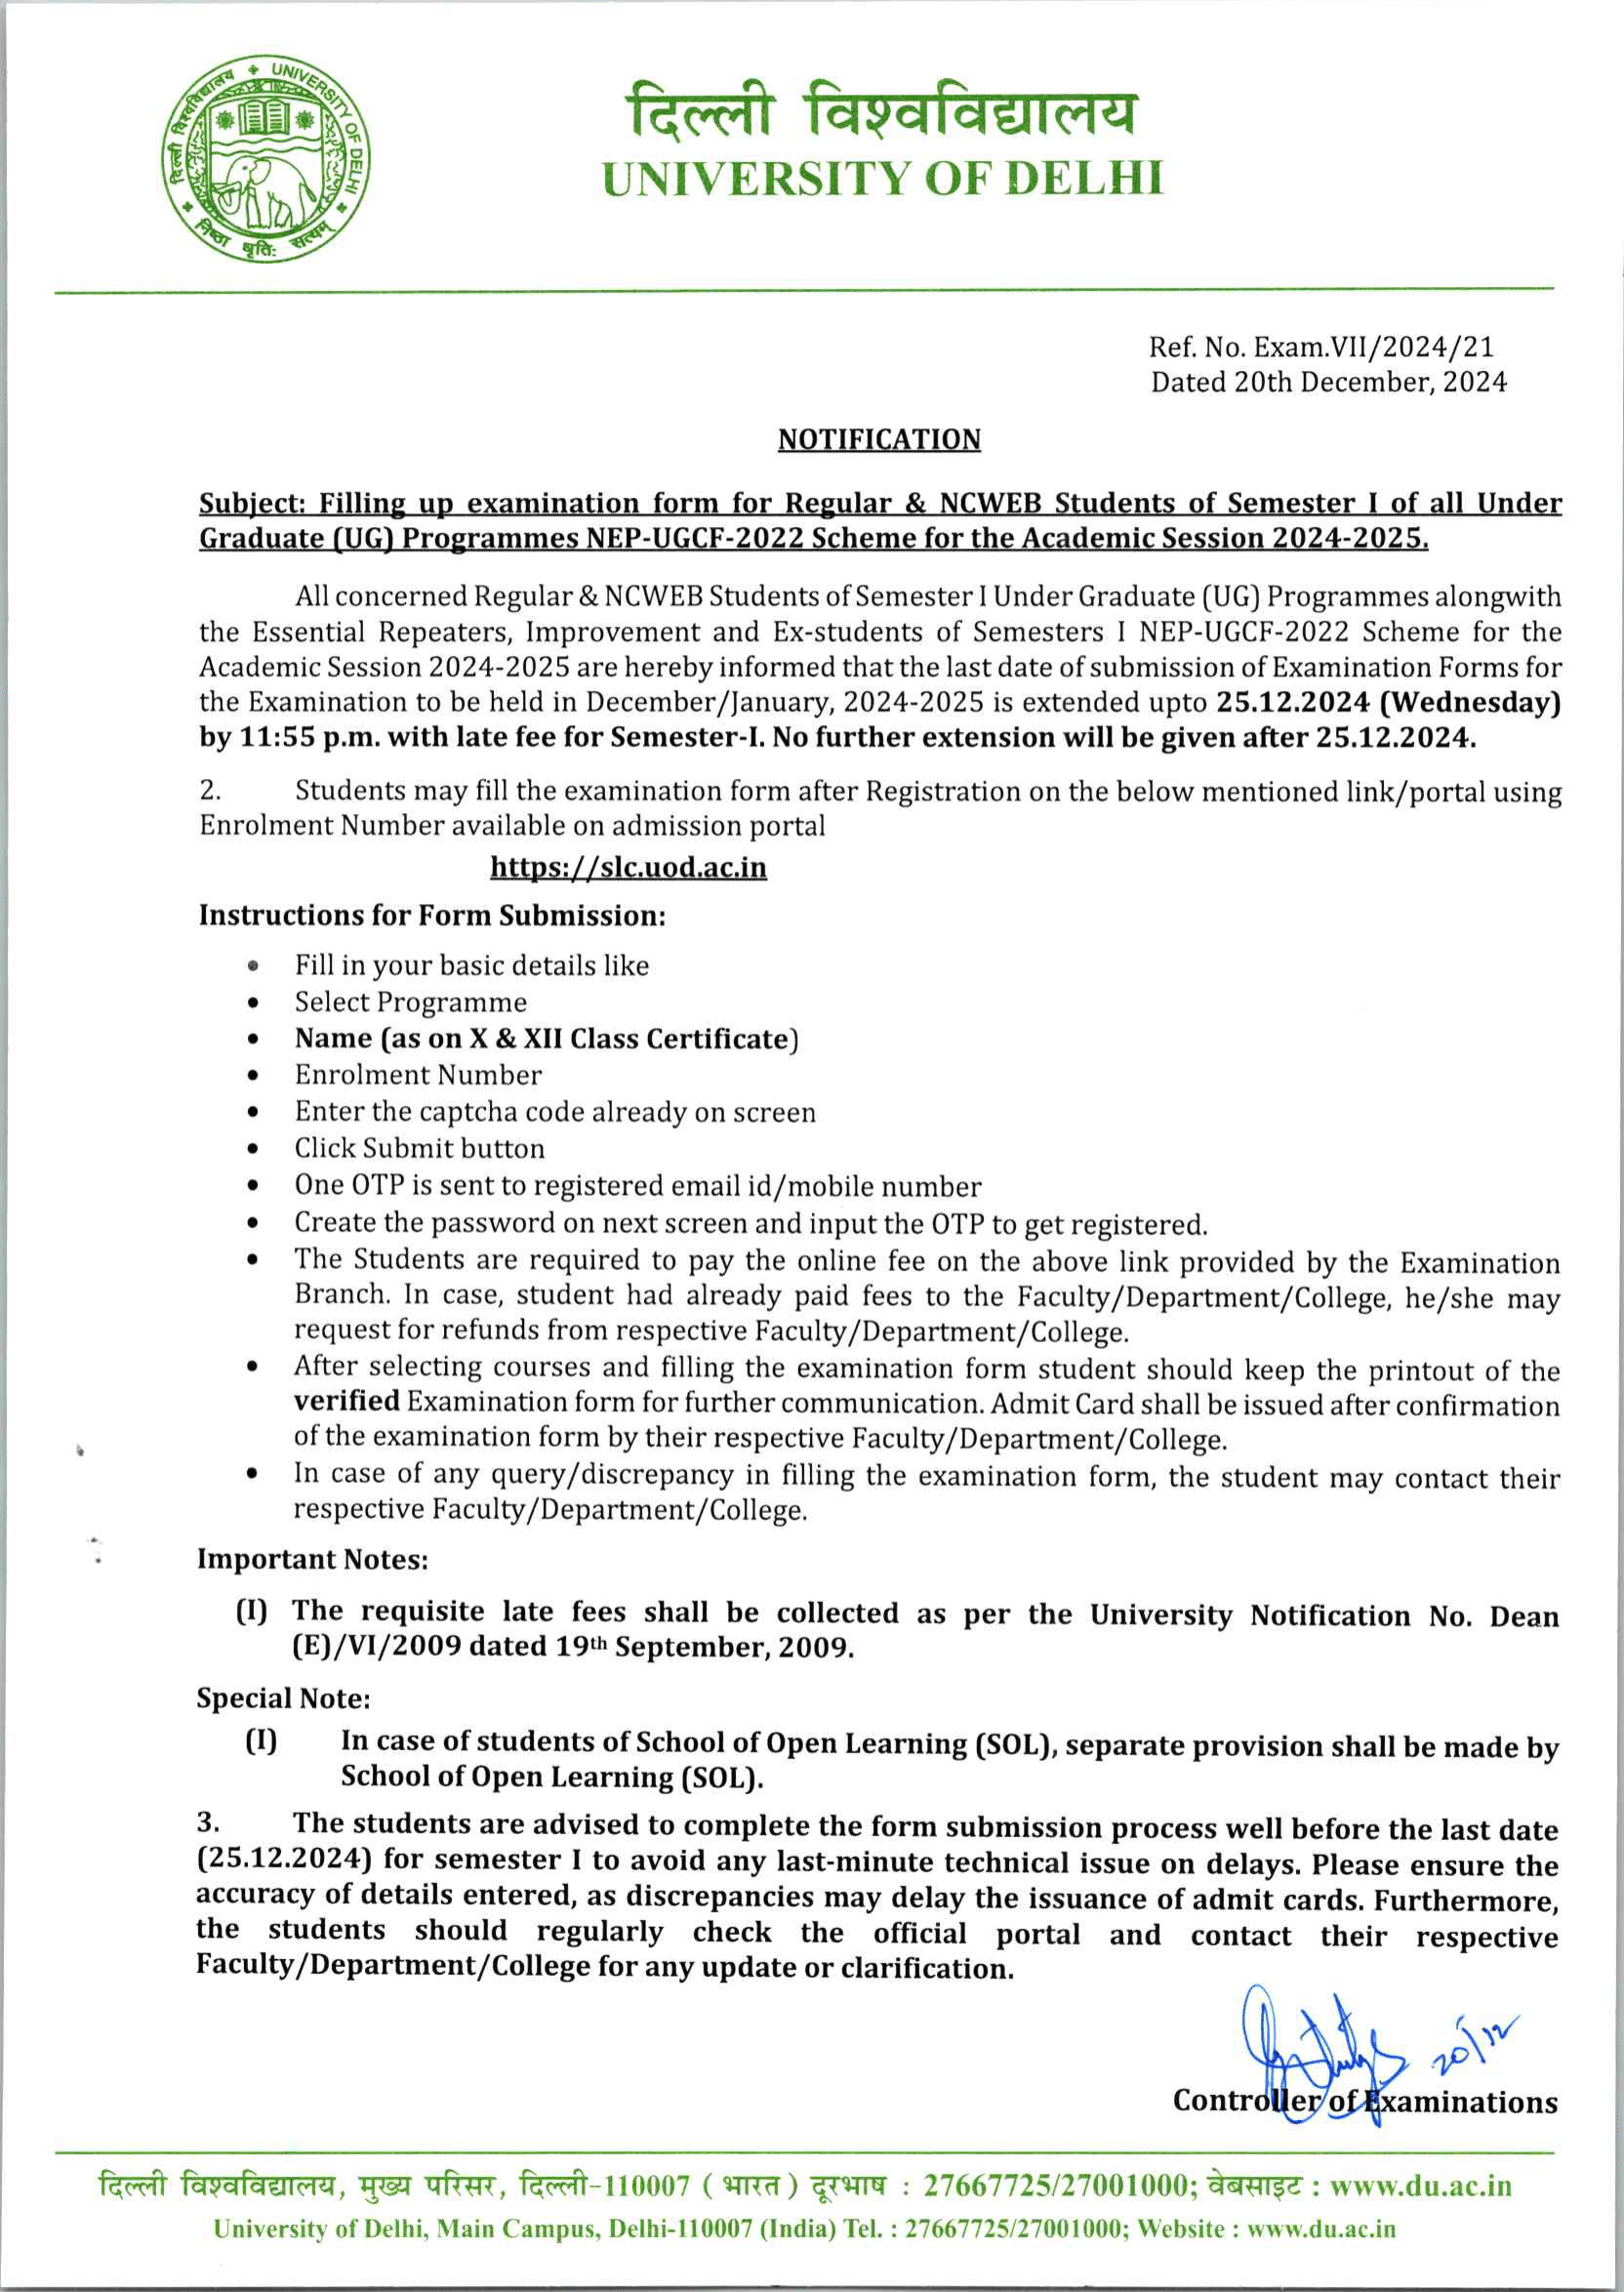 दिल्ली विश्वविद्यालय UNIVERSITY OF DELHI
निष्ठा धृतिः सत्यम्
दिल्ली विश्वविद्यालय
UNIVERSITY OF DELHI
Ref. No. Exam.VII/2024/21
Dated 20th December, 2024
NOTIFICATION
Subject: Filling up examination form for Regular & NCWEB Students of Semester I of all Under
Graduate (UG) Programmes NEP-UGCF-2022 Scheme for the Academic Session 2024-2025.
All concerned Regular & NCWEB Students of Semester I Under Graduate (UG) Programmes alongwith
the Essential Repeaters, Improvement and Ex-students of Semesters I NEP-UGCF-2022 Scheme for the
Academic Session 2024-2025 are hereby informed that the last date of submission of Examination Forms for
the Examination to be held in December/January, 2024-2025 is extended upto 25.12.2024 (Wednesday)
by 11:55 p.m. with late fee for Semester-I. No further extension will be given after 25.12.2024.
2. Students may fill the examination form after Registration on the below mentioned link/portal using
Enrolment Number available on admission portal
https://slc.uod.ac.in
Instructions for Form Submission:
• Fill in your basic details like
• Select Programme
• Name (as on X & XII Class Certificate)
• Enrolment Number
• Enter the captcha code already on screen
• Click Submit button
• One OTP is sent to registered email id/mobile number
• Create the password on next screen and input the OTP to get registered.
• The Students are required to pay the online fee on the above link provided by the Examination
Branch. In case, student had already paid fees to the Faculty/Department/College, he/she may
request for refunds from respective Faculty/Department/College.
• After selecting courses and filling the examination form student should keep the printout of the
verified Examination form for further communication. Admit Card shall be issued after confirmation
of the examination form by their respective Faculty/Department/College.
• In case of any query/discrepancy in filling the examination form, the student may contact their
respective Faculty/Department/College.
Important Notes:
(I) The requisite late fees shall be collected as per the University Notification No. Dean
(E)/VI/2009 dated 19th September, 2009.
Special Note:
(I) In case of students of School of Open Learning (SOL), separate provision shall be made by
School of Open Learning (SOL).
3. The students are advised to complete the form submission process well before the last date
(25.12.2024) for semester I to avoid any last-minute technical issue on delays. Please ensure the
accuracy of details entered, as discrepancies may delay the issuance of admit cards. Furthermore,
the students should regularly check the official portal and contact their respective
Faculty/Department/College for any update or clarification.
20/12
Controller of Examinations
दिल्ली विश्वविद्यालय, मुख्य परिसर, दिल्ली-110007 ( भारत ) दूरभाष : 27667725/27001000; वेबसाइट : www.du.ac.in
University of Delhi, Main Campus, Delhi-110007 (India) Tel. : 27667725/27001000; Website : www.du.ac.in